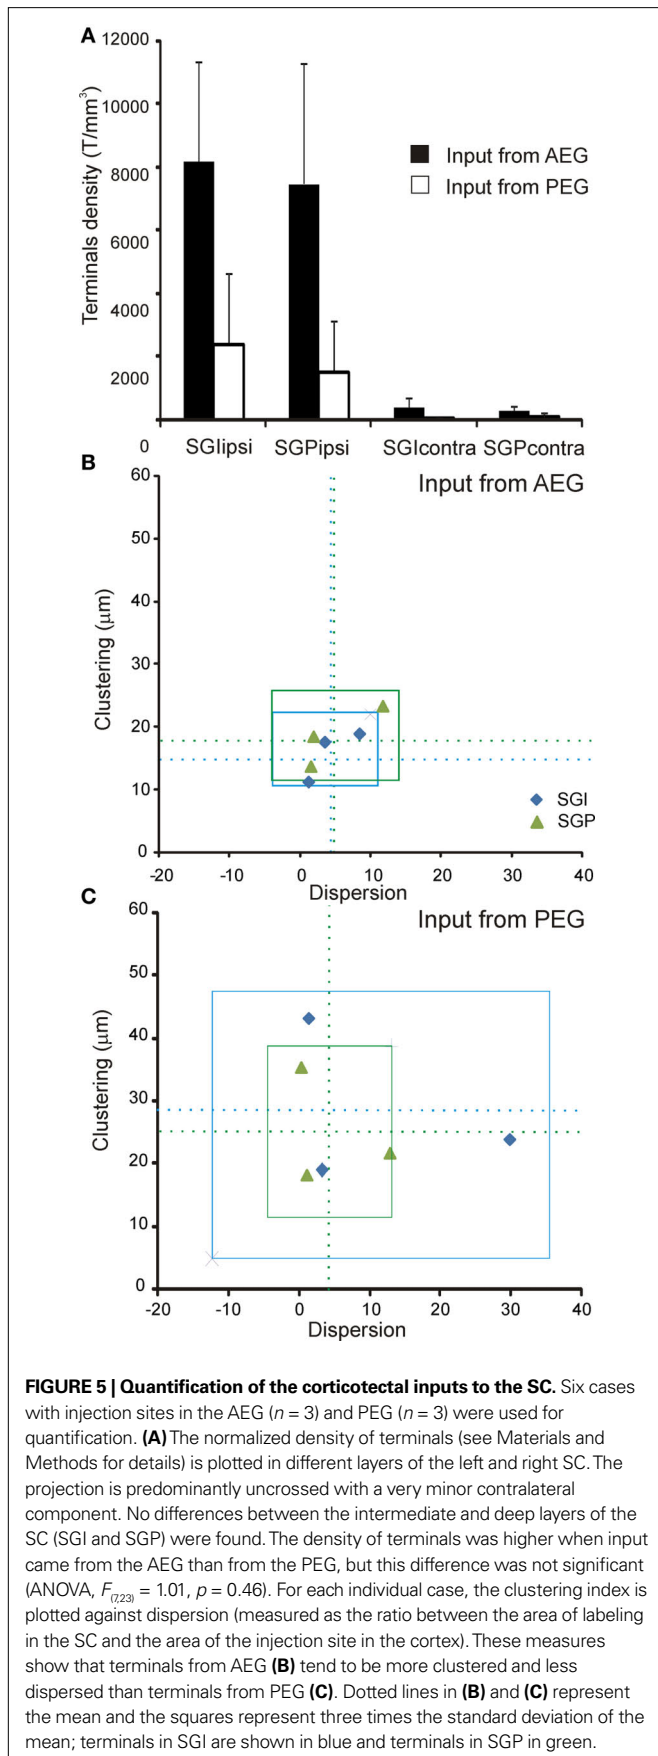 A
12000
10000
8000
6000
4000
2000
0
Terminals density (T/mm³)
Input from AEG
Input from PEG
SGIipsi SGPipsi SGIcontra SGPcontra
B
Input from AEG
60
50
40
30
20
10
0
Clustering (μm)
SGI
SGP
-20 -10 0 10 20 30 40
Dispersion
C
Input from PEG
60
50
40
30
20
10
0
Clustering (μm)
-20 -10 0 10 20 30 40
Dispersion
FIGURE 5 | Quantification of the corticotectal inputs to the SC. Six cases
with injection sites in the AEG (n = 3) and PEG (n = 3) were used for
quantification. (A) The normalized density of terminals (see Materials and
Methods for details) is plotted in different layers of the left and right SC. The
projection is predominantly uncrossed with a very minor contralateral
component. No differences between the intermediate and deep layers of the
SC (SGI and SGP) were found. The density of terminals was higher when input
came from the AEG than from the PEG, but this difference was not significant
(ANOVA, F(7,23) = 1.01, p = 0.46). For each individual case, the clustering index is
plotted against dispersion (measured as the ratio between the area of labeling
in the SC and the area of the injection site in the cortex). These measures
show that terminals from AEG (B) tend to be more clustered and less
dispersed than terminals from PEG (C). Dotted lines in (B) and (C) represent
the mean and the squares represent three times the standard deviation of the
mean; terminals in SGI are shown in blue and terminals in SGP in green.